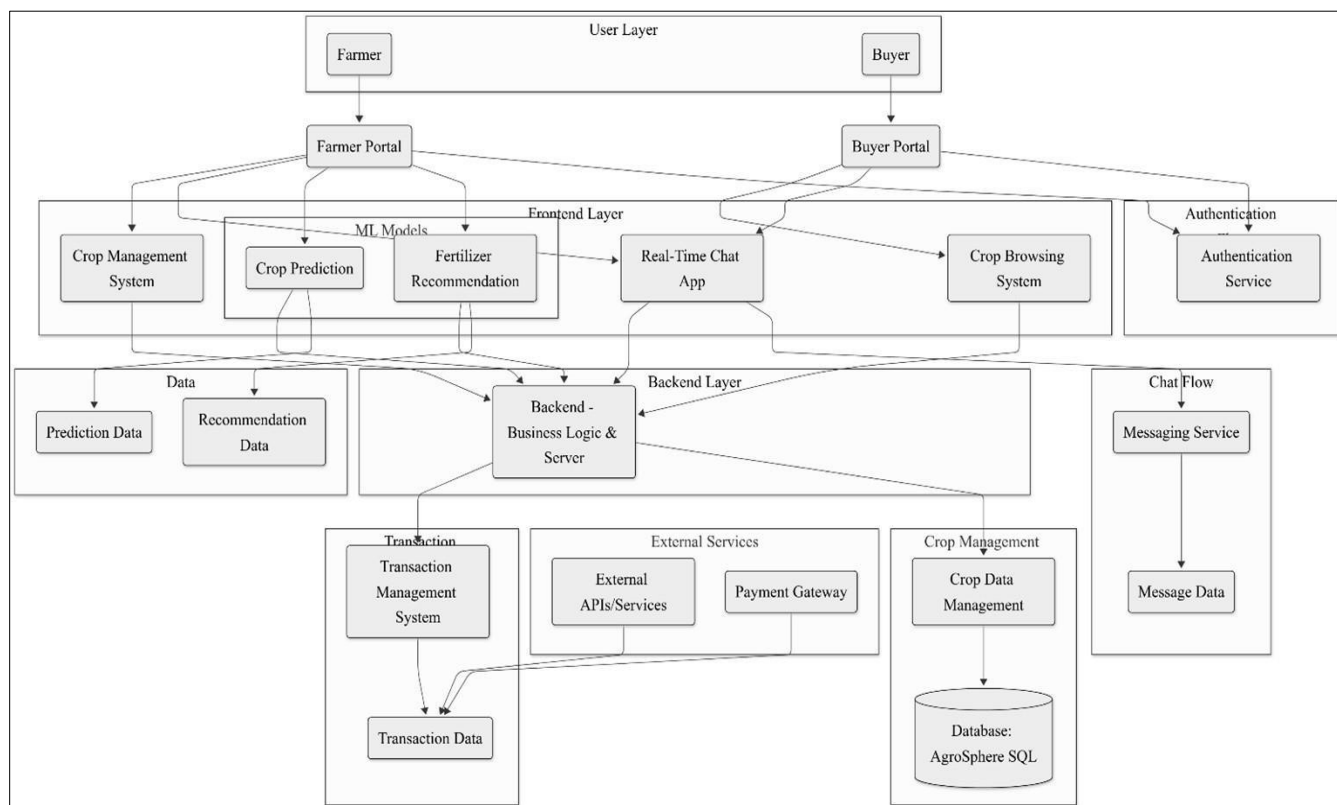 User Layer
Farmer
Buyer
Farmer Portal
Buyer Portal
Frontend Layer
Authentication
ML Models
Crop Management
System
Crop Prediction
Fertilizer
Recommendation
Real-Time Chat
App
Crop Browsing
System
Authentication
Service
Data
Backend Layer
Chat Flow
Prediction Data
Recommendation
Data
Backend -
Business Logic &
Server
Messaging Service
Transaction
External Services
Crop Management
Transaction
Management
System
External
APIs/Services
Payment Gateway
Crop Data
Management
Message Data
Transaction Data
Database:
AgroSphere SQL